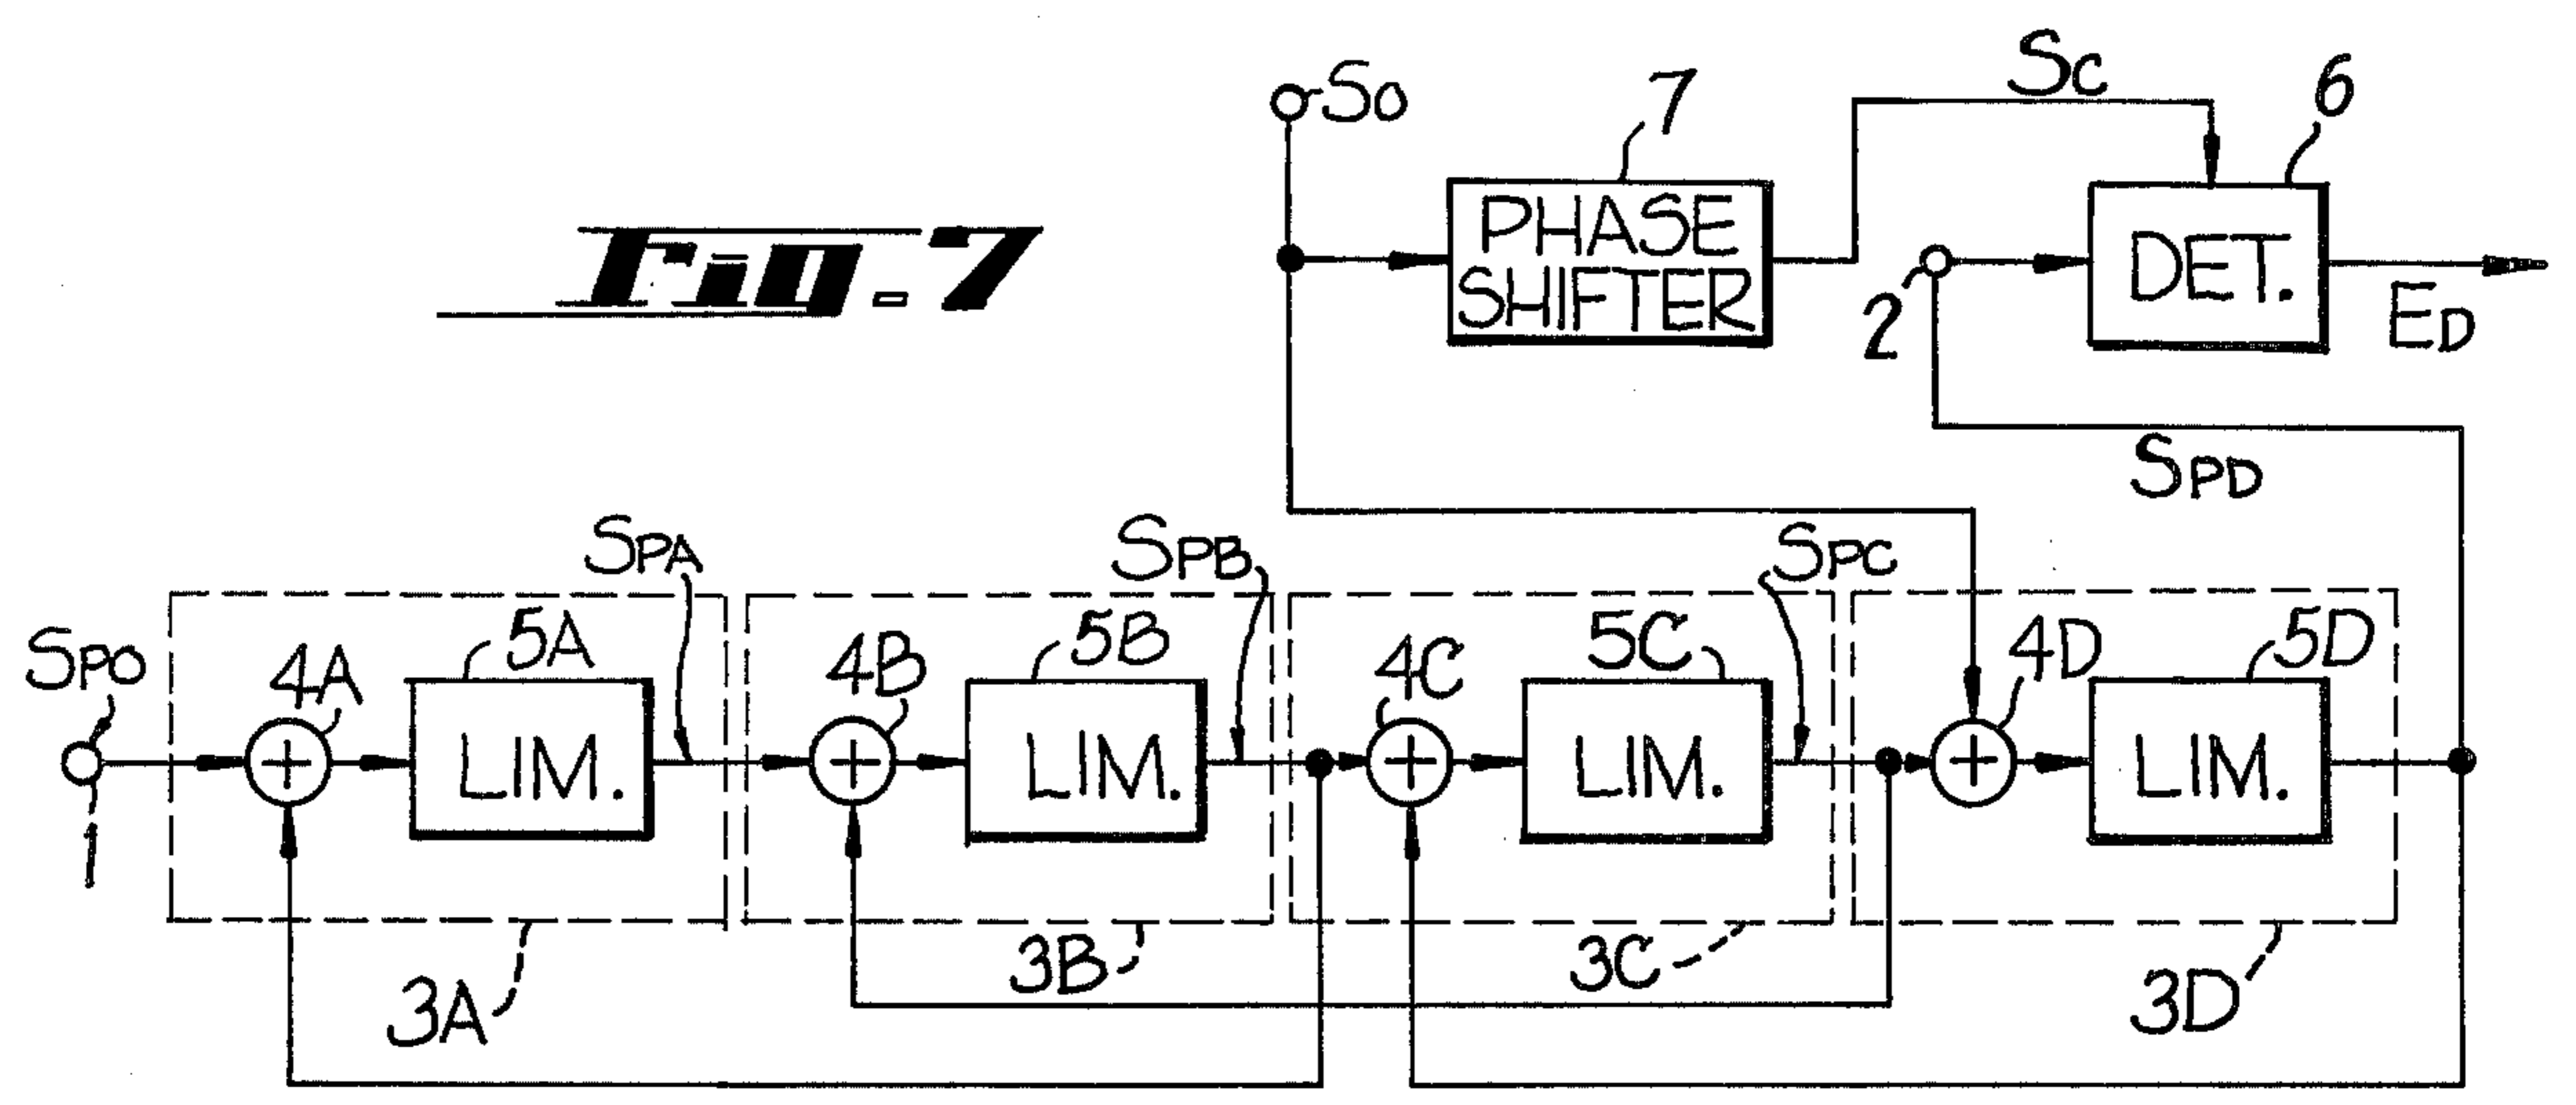 Fig. 7
So
7
Sc
6
PHASE
SHIFTER
2
DET.
ED
SPD
SPA
SPB
SPC
SPO
4A
5A
4B
5B
4C
5C
4D
5D
+
LIM.
+
LIM.
+
LIM.
+
LIM.
1
3A
3B
3C
3D